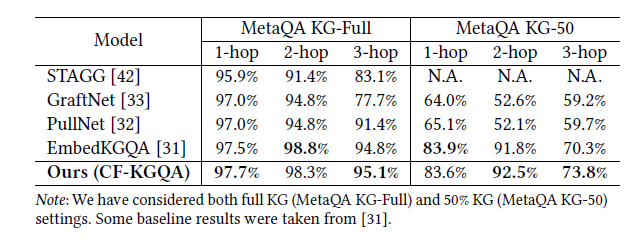 Model MetaQA KG-Full MetaQA KG-50
1-hop 2-hop 3-hop 1-hop 2-hop 3-hop
STAGG [42] 95.9% 91.4% 83.1% N.A. N.A. N.A.
GraftNet [33] 97.0% 94.8% 77.7% 64.0% 52.6% 59.2%
PullNet [32] 97.0% 94.8% 91.4% 65.1% 52.1% 59.7%
EmbedKGQA [31] 97.5% 98.8% 94.8% 83.9% 91.8% 70.3%
Ours (CF-KGQA) 97.7% 98.3% 95.1% 83.6% 92.5% 73.8%
Note: We have considered both full KG (MetaQA KG-Full) and 50% KG (MetaQA KG-50)
settings. Some baseline results were taken from [31].